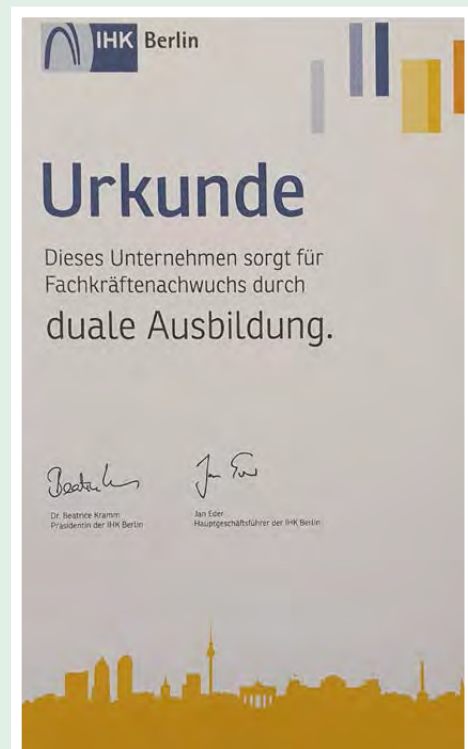 IHK Berlin
Urkunde
Dieses Unternehmen sorgt für
Fachkräftenachwuchs durch
duale Ausbildung.
Dr. Beatrice Kramm
Präsidentin der IHK Berlin
Jan Eder
Hauptgeschäftsführer der IHK Berlin